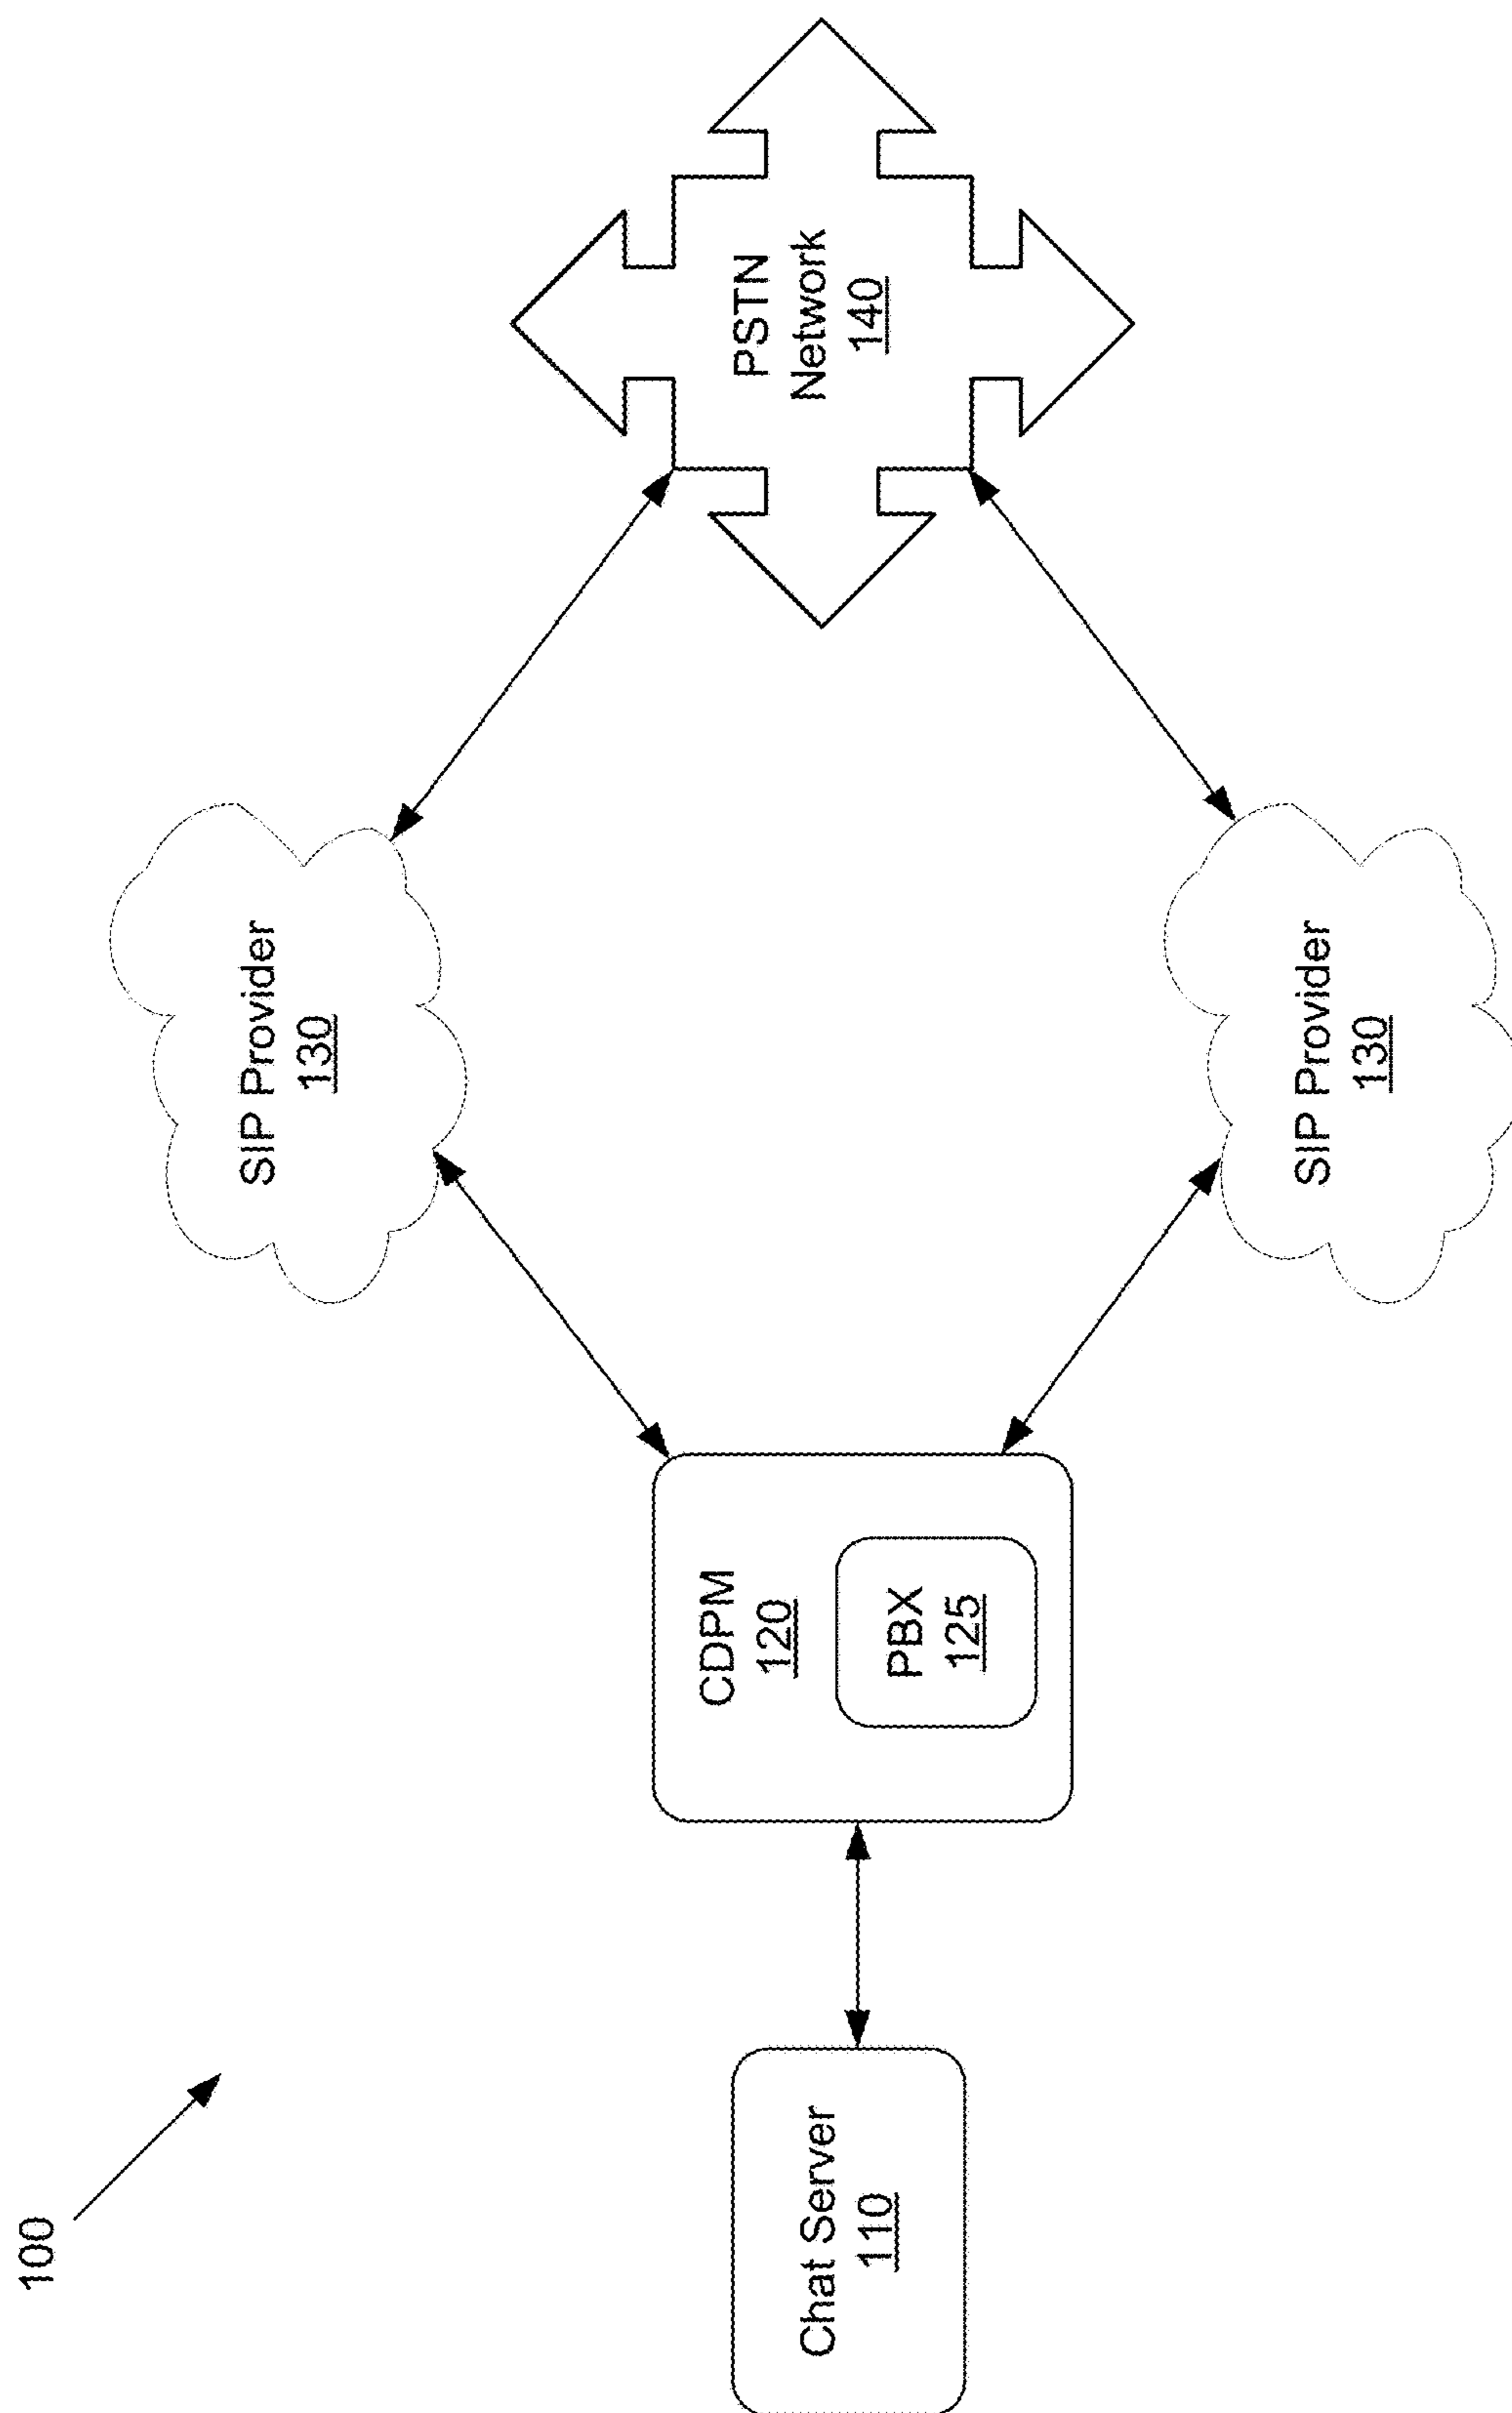 100
Chat Server
110
CDPM
120
PBX
125
SIP Provider
130
SIP Provider
130
PSTN
Network
140